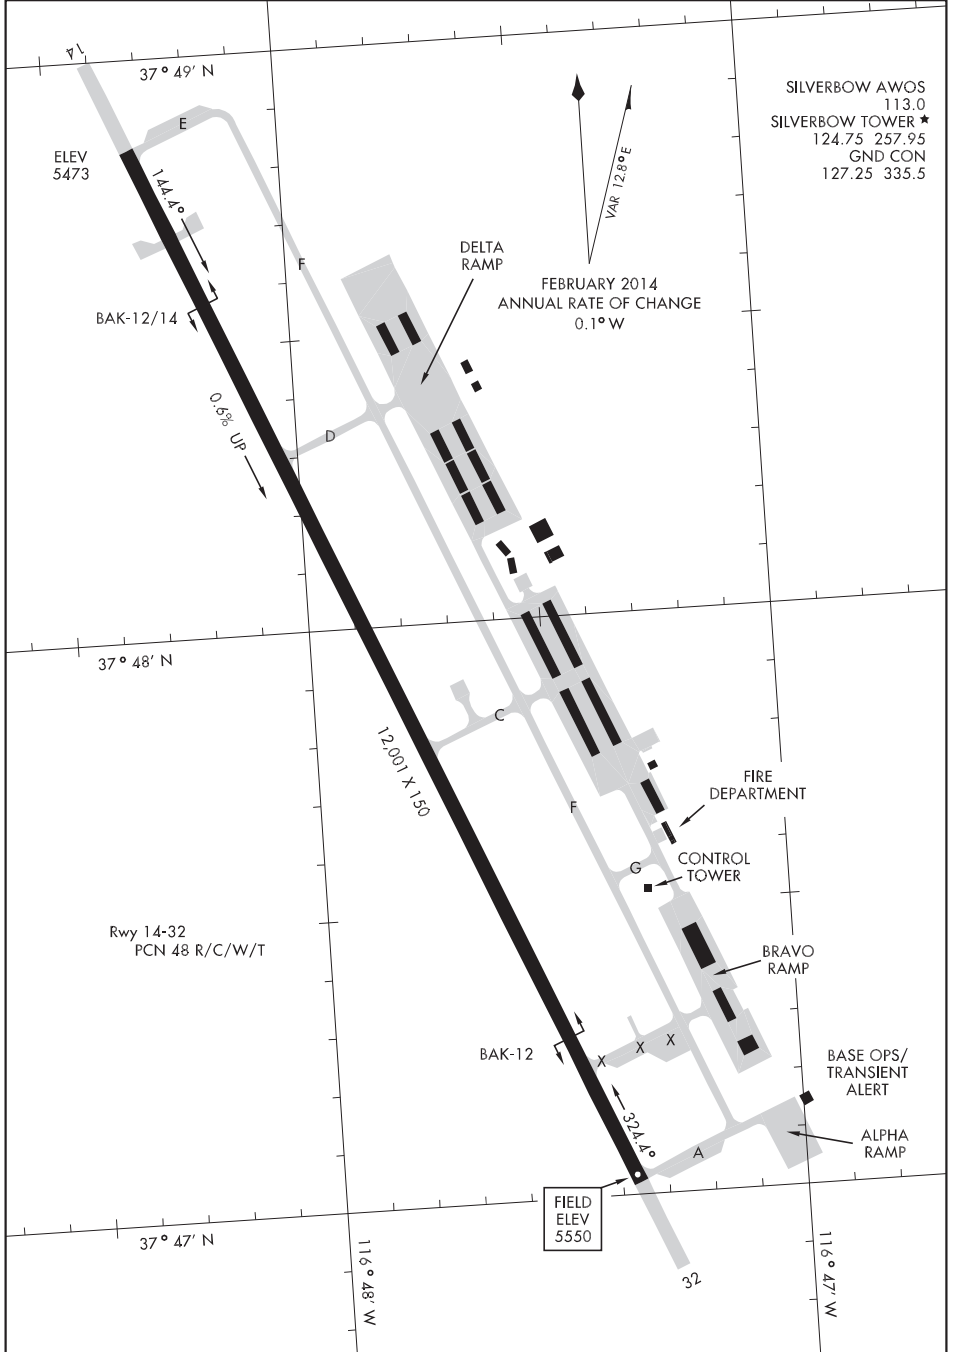 14
37° 49' N
SILVERBOW AWOS
113.0
SILVERBOW TOWER ★
124.75 257.95
GND CON
127.25 335.5
E
ELEV
5473
144.4°
VAR 12.8° E
DELTA
RAMP
F
FEBRUARY 2014
ANNUAL RATE OF CHANGE
0.1° W
BAK-12/14
0.6% UP
D
37° 48' N
C
12,001 X 150
FIRE
DEPARTMENT
F
CONTROL
TOWER
G
Rwy 14-32
PCN 48 R/C/W/T
BRAVO
RAMP
BAK-12
X X X
BASE OPS/
TRANSIENT
ALERT
324.4°
A
ALPHA
RAMP
FIELD
ELEV
5550
37° 47' N
116° 48' W
116° 47' W
32